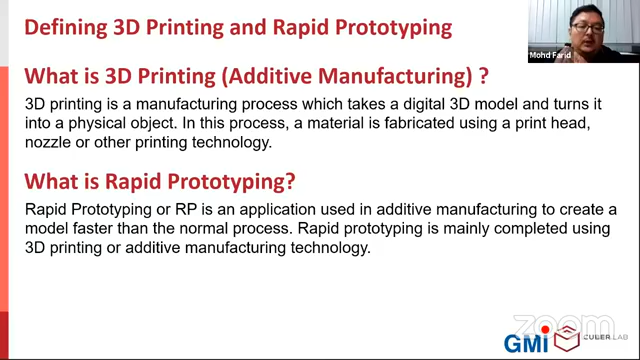 Defining 3D Printing and Rapid Prototyping
Mohd Farid
What is 3D Printing (Additive Manufacturing) ?
3D printing is a manufacturing process which takes a digital 3D model and turns it
into a physical object. In this process, a material is fabricated using a print head,
nozzle or other printing technology.
What is Rapid Prototyping?
Rapid Prototyping or RP is an application used in additive manufacturing to create a
model faster than the normal process. Rapid prototyping is mainly completed using
3D printing or additive manufacturing technology.
zoom
GMi
CULER LAB